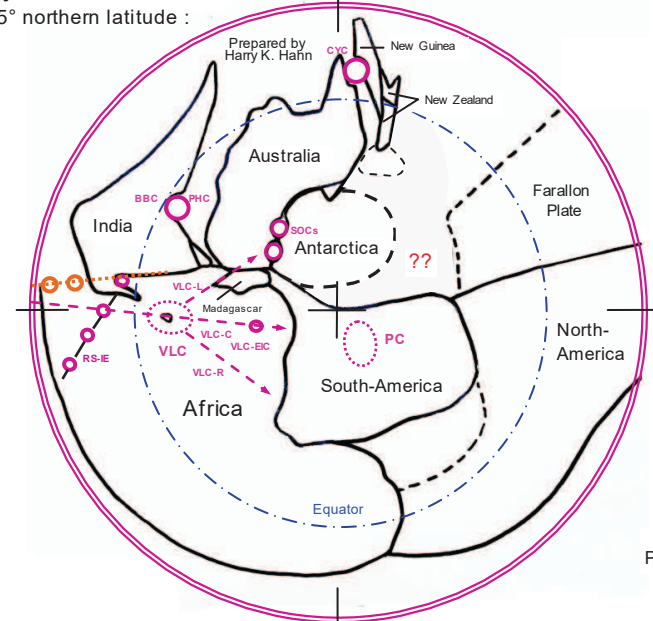 5° northern latitude :
Prepared by
Harry K. Hahn
CYC
New Guinea
New Zealand
Australia
Farallon
Plate
BBC
PHC
India
SOCs
Antarctica
??
VLC-L
Madagascar
VLC-C
VLC
VLC-EIC
PC
North-
America
RS-IE
VLC-R
South-America
Africa
Equator